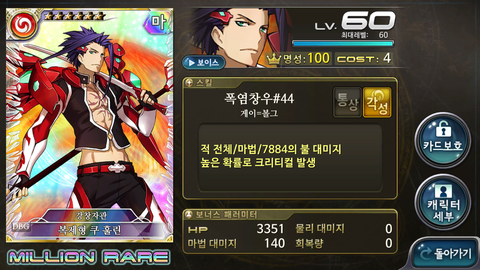 마
LV. 60
최대레벨: 60
보이스
명성:100
COST: 4
스킬
폭염창우#44
게이=봄그
통상
각성
적 전체/마법/7884의 불 대미지
높은 확률로 크리티컬 발생
카드보호
캐릭터
세부
강창자관
DBG
복제형 쿠 훌린
보너스 패러미터
HP 3351 물리 대미지 0
마법 대미지 140 회복량 0
돌아가기
MILLION RARE